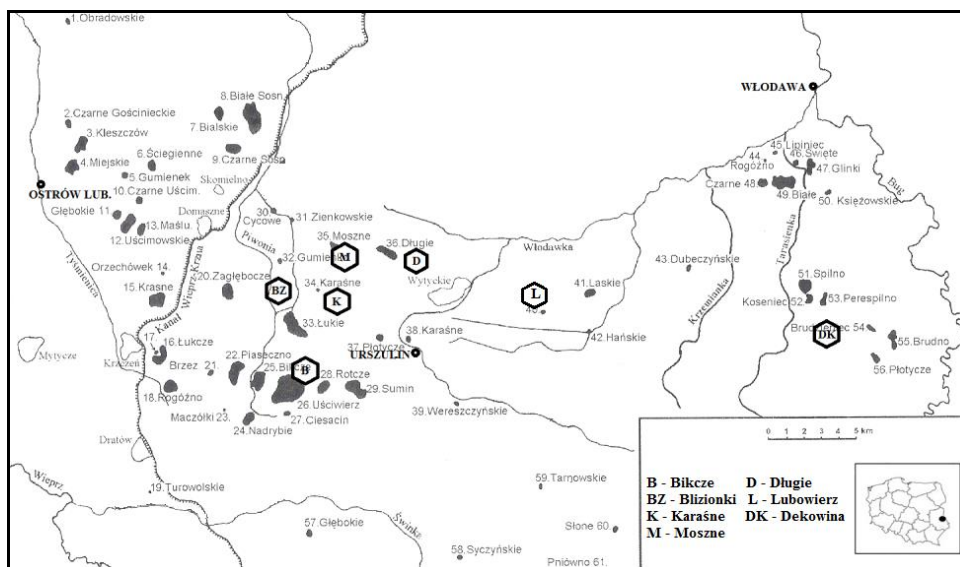 1.Obradowskie
WŁODAWA
2.Czarne Gościnieckie
8.Białe Sosn.
3.Kleszczów
7.Bialskie
4.Miejskie
6.Ściegienne
9.Czarne Sosn.
5.Gumienek
Skomielno
OSTRÓW LUB.
10.Czarne Uścim.
45.Lipiniec
44.
46.Święte
Rogóźno
47.Glinki
Czarne 48.
49.Białe
50. Księżowskie
Bug
Głębokie 11.
Domaszne
13.Maślu.
12.Uścimowskie
30.
Cycowe
31.Zienkowskie
Piwonia
35.Moszne
36.Długie
Włodawka
M
D
32.Gumienek
Orzechówek 14.
Tyśmienica
Kanał
Wieprz-Krzna
15.Krasne
20.Zagłębocze
BZ
34.Karaśne
K
Wytyckie
L
40.
41.Laskie
43.Dubeczyńskie
Krzemianka
Tarasienka
51.Spilno
Koseniec 52.
53.Perespilno
33.Łukie
Mytycze
17.
16.Łukcze
Krzczeń
37.Płotycze
38.Karaśne
URSZULIN
42.Hańskie
DK
54.
55.Brudno
56.Płotycze
Brzez 21.
22.Piaseczno
25.Bikcze
B
28.Rotcze
18.Rogóźno
29.Sumin
26.Uściwierz
Maczółki 23.
27.Ciesacin
24.Nadrybie
39.Wereszczyńskie
Dratów
0 1 2 3 4 5 km
Wieprz
19.Turowolskie
59.Tarnowskie
57.Głębokie
Świnka
Słone 60.
58.Syczyńskie
Pniówno 61.
B - Bikcze
D - Długie
BZ - Blizionki
L - Lubowierz
K - Karaśne
DK - Dekowina
M - Moszne